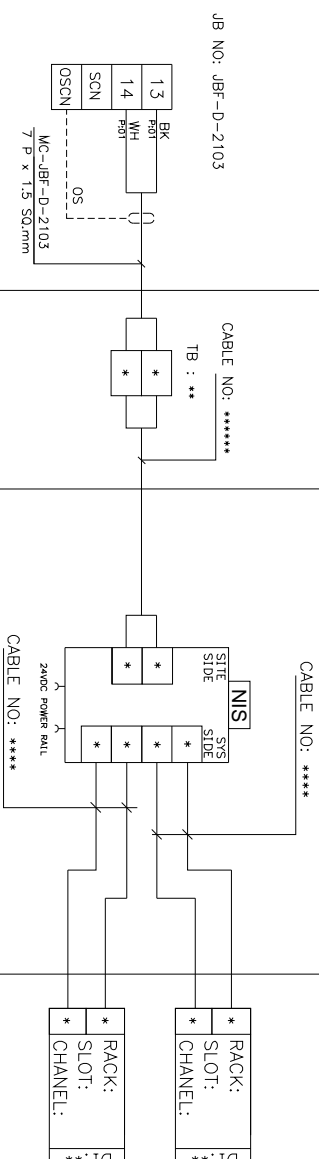 JB NO: JBF-D-2103
13
14
SCN
OSCN
BK
P:01
WH
P:01
OS
MC-JBF-D-2103
7 P x 1.5 SQ.mm
CABLE NO: ******
TB : **
*
*
CABLE NO: ****
NIS
SITE SIDE
SYS SIDE
*
*
*
*
*
*
24VDC POWER RAIL
CABLE NO: ****
*
*
RACK:
SLOT:
CHANEL:
*
*
RACK:
SLOT:
CHANEL: